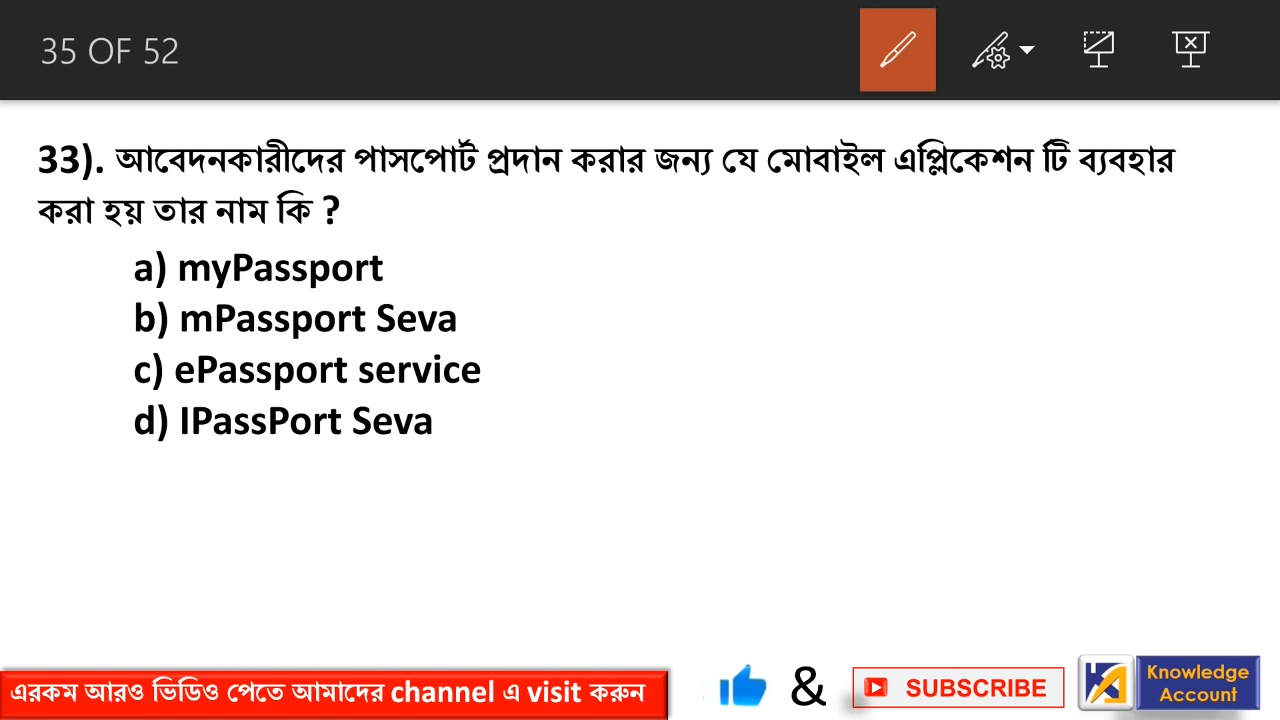 35 OF 52
33). আবেদনকারীদের পাসপোর্ট প্রদান করার জন্য যে মোবাইল এপ্লিকেশন টি ব্যবহার
করা হয় তার নাম কি ?
a) myPassport
b) mPassport Seva
c) ePassport service
d) IPassPort Seva
এরকম আরও ভিডিও পেতে আমাদের channel এ visit করুন
&
SUBSCRIBE
Knowledge
Account